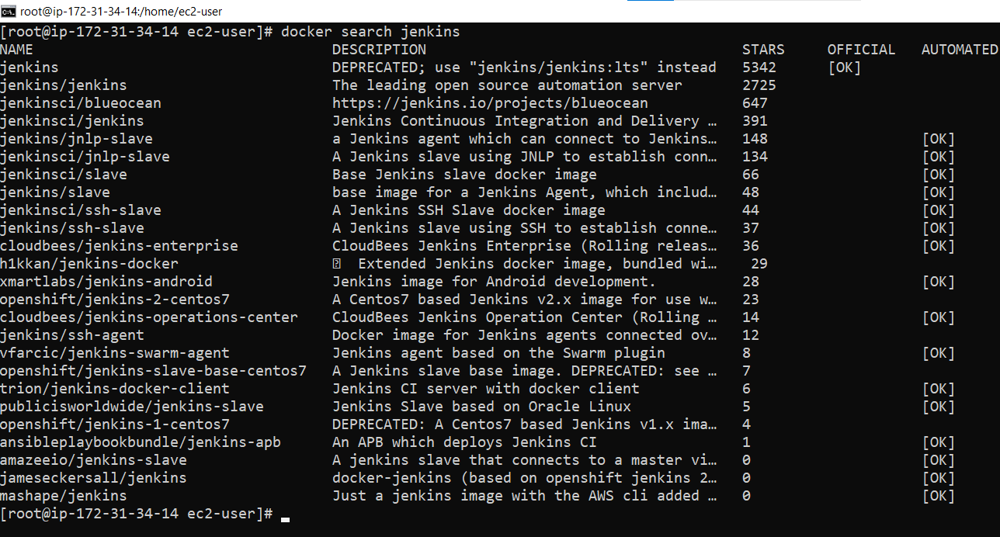 root@ip-172-31-34-14:/home/ec2-user
[root@ip-172-31-34-14 ec2-user]# docker search jenkins
NAME DESCRIPTION STARS OFFICIAL AUTOMATED
jenkins DEPRECATED; use "jenkins/jenkins:lts" instead 5342 [OK]
jenkins/jenkins The leading open source automation server 2725
jenkinsci/blueocean https://jenkins.io/projects/blueocean 647
jenkinsci/jenkins Jenkins Continuous Integration and Delivery … 391
jenkins/jnlp-slave a Jenkins agent which can connect to Jenkins… 148 [OK]
jenkinsci/jnlp-slave A Jenkins slave using JNLP to establish conn… 134 [OK]
jenkinsci/slave Base Jenkins slave docker image 66 [OK]
jenkins/slave base image for a Jenkins Agent, which includ… 48 [OK]
jenkinsci/ssh-slave A Jenkins SSH Slave docker image 44 [OK]
jenkins/ssh-slave A Jenkins slave using SSH to establish conne… 37 [OK]
cloudbees/jenkins-enterprise CloudBees Jenkins Enterprise (Rolling releas… 36 [OK]
h1kkan/jenkins-docker Extended Jenkins docker image, bundled wi… 29
xmartlabs/jenkins-android Jenkins image for Android development. 28 [OK]
openshift/jenkins-2-centos7 A Centos7 based Jenkins v2.x image for use w… 23
cloudbees/jenkins-operations-center CloudBees Jenkins Operation Center (Rolling … 14 [OK]
jenkins/ssh-agent Docker image for Jenkins agents connected ov… 12
vfarcic/jenkins-swarm-agent Jenkins agent based on the Swarm plugin 8 [OK]
openshift/jenkins-slave-base-centos7 A Jenkins slave base image. DEPRECATED: see … 7
trion/jenkins-docker-client Jenkins CI server with docker client 6 [OK]
publicisworldwide/jenkins-slave Jenkins Slave based on Oracle Linux 5 [OK]
openshift/jenkins-1-centos7 DEPRECATED: A Centos7 based Jenkins v1.x ima… 4
ansibleplaybookbundle/jenkins-apb An APB which deploys Jenkins CI 1 [OK]
amazeeio/jenkins-slave A jenkins slave that connects to a master vi… 0 [OK]
jameseckersall/jenkins docker-jenkins (based on openshift jenkins 2… 0 [OK]
mashape/jenkins Just a jenkins image with the AWS cli added … 0 [OK]
[root@ip-172-31-34-14 ec2-user]#